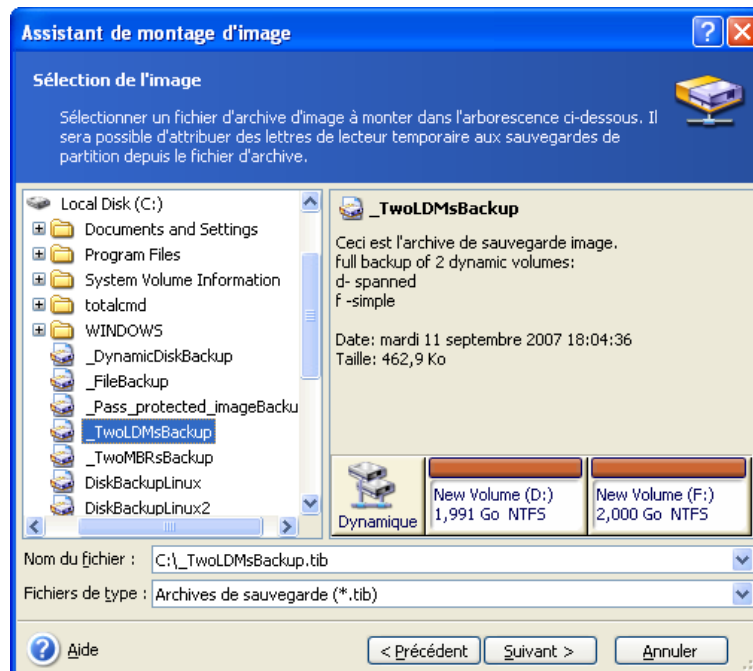 Assistant de montage d'image
Sélection de l'image
Sélectionner un fichier d'archive d'image à monter dans l'arborescence ci-dessous. Il
sera possible d'attribuer des lettres de lecteur temporaire aux sauvegardes de
partition depuis le fichier d'archive.
Local Disk (C:)
Documents and Settings
Program Files
System Volume Information
totalcmd
WINDOWS
_DynamicDiskBackup
_FileBackup
_Pass_protected_imageBacku
_TwoLDMsBackup
_TwoMBRsBackup
DiskBackupLinux
DiskBackupLinux2
_TwoLDMsBackup
Ceci est l'archive de sauvegarde image.
full backup of 2 dynamic volumes:
d- spanned
f -simple
Date: mardi 11 septembre 2007 18:04:36
Taille: 462,9 Ko
Dynamique
New Volume (D:)
1,991 Go NTFS
New Volume (F:)
2,000 Go NTFS
Nom du fichier : C:\_TwoLDMsBackup.tib
Fichiers de type : Archives de sauvegarde (*.tib)
Aide
< Précédent
Suivant >
Annuler